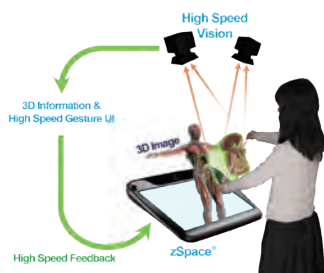 High Speed
Vision
3D Information &
High Speed Gesture UI
3D Image
High Speed Feedback
zSpace®